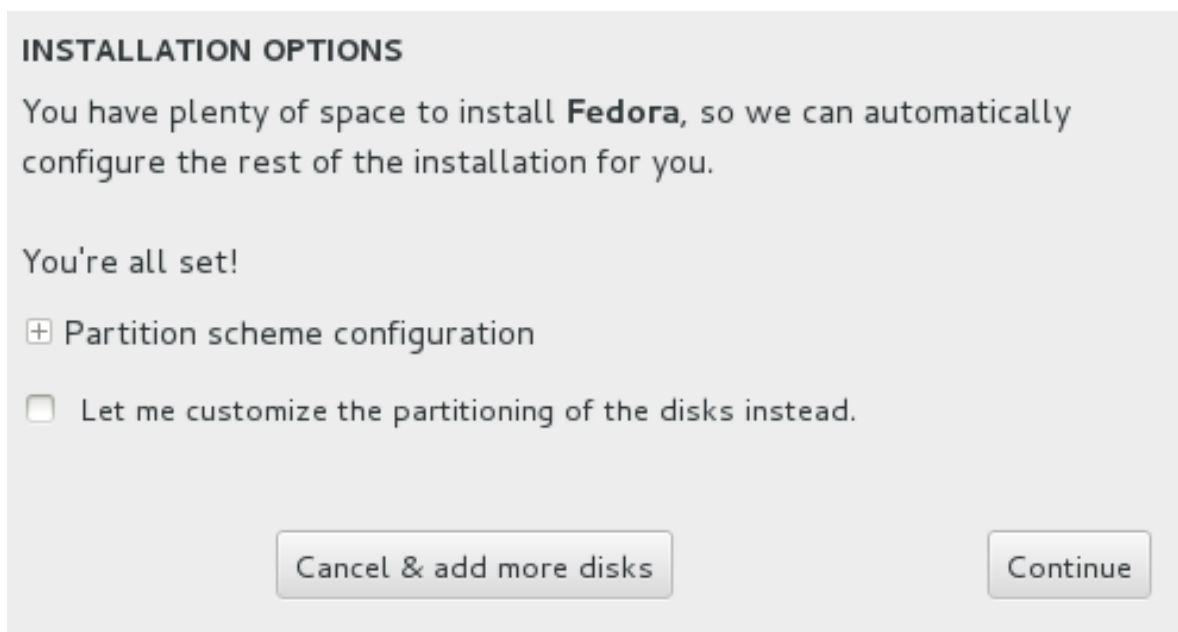 INSTALLATION OPTIONS
You have plenty of space to install Fedora, so we can automatically
configure the rest of the installation for you.
You're all set!
Partition scheme configuration
Let me customize the partitioning of the disks instead.
Cancel & add more disks
Continue